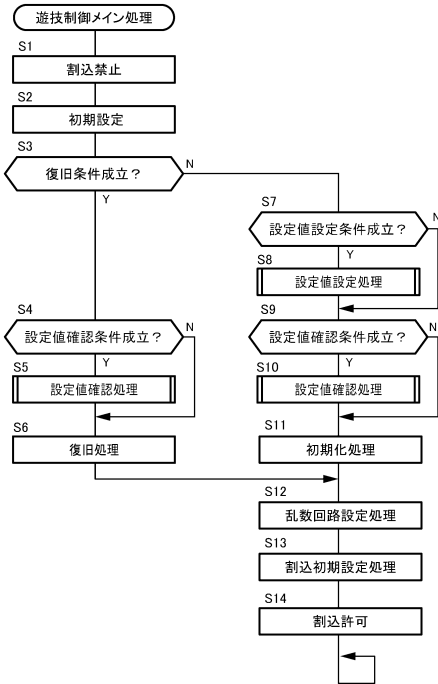 遊技制御メイン処理
S1
割込禁止
S2
初期設定
S3
復旧条件成立？
N
Y
S7
設定値設定条件成立？
N
Y
S8
設定値設定処理
S4
設定値確認条件成立？
N
Y
S5
設定値確認処理
S6
復旧処理
S9
設定値確認条件成立？
N
Y
S10
設定値確認処理
S11
初期化処理
S12
乱数回路設定処理
S13
割込初期設定処理
S14
割込許可